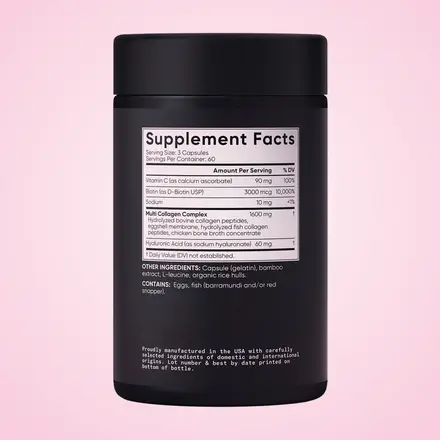 Supplement Facts
Serving Size: 3 Capsules
Servings Per Container: 60
Amount Per Serving % DV
Vitamin C (as calcium ascorbate) 90 mg 100%
Biotin (as D-Biotin USP) 3000 mcg 10,000%
Sodium 10 mg <1%
Multi Collagen Complex 1600 mg †
Hydrolyzed bovine collagen peptides,
eggshell membrane, hydrolyzed fish collagen
peptides, chicken bone broth concentrate
Hyaluronic Acid (as sodium hyaluronate) 60 mg †
† Daily Value (DV) not established.
OTHER INGREDIENTS: Capsule (gelatin), bamboo
extract, L-leucine, organic rice hulls.
CONTAINS: Eggs, fish (barramundi and/or red
snapper).
Proudly manufactured in the USA with carefully
selected ingredients of domestic and international
origins. Lot number & best by date printed on
bottom of bottle.